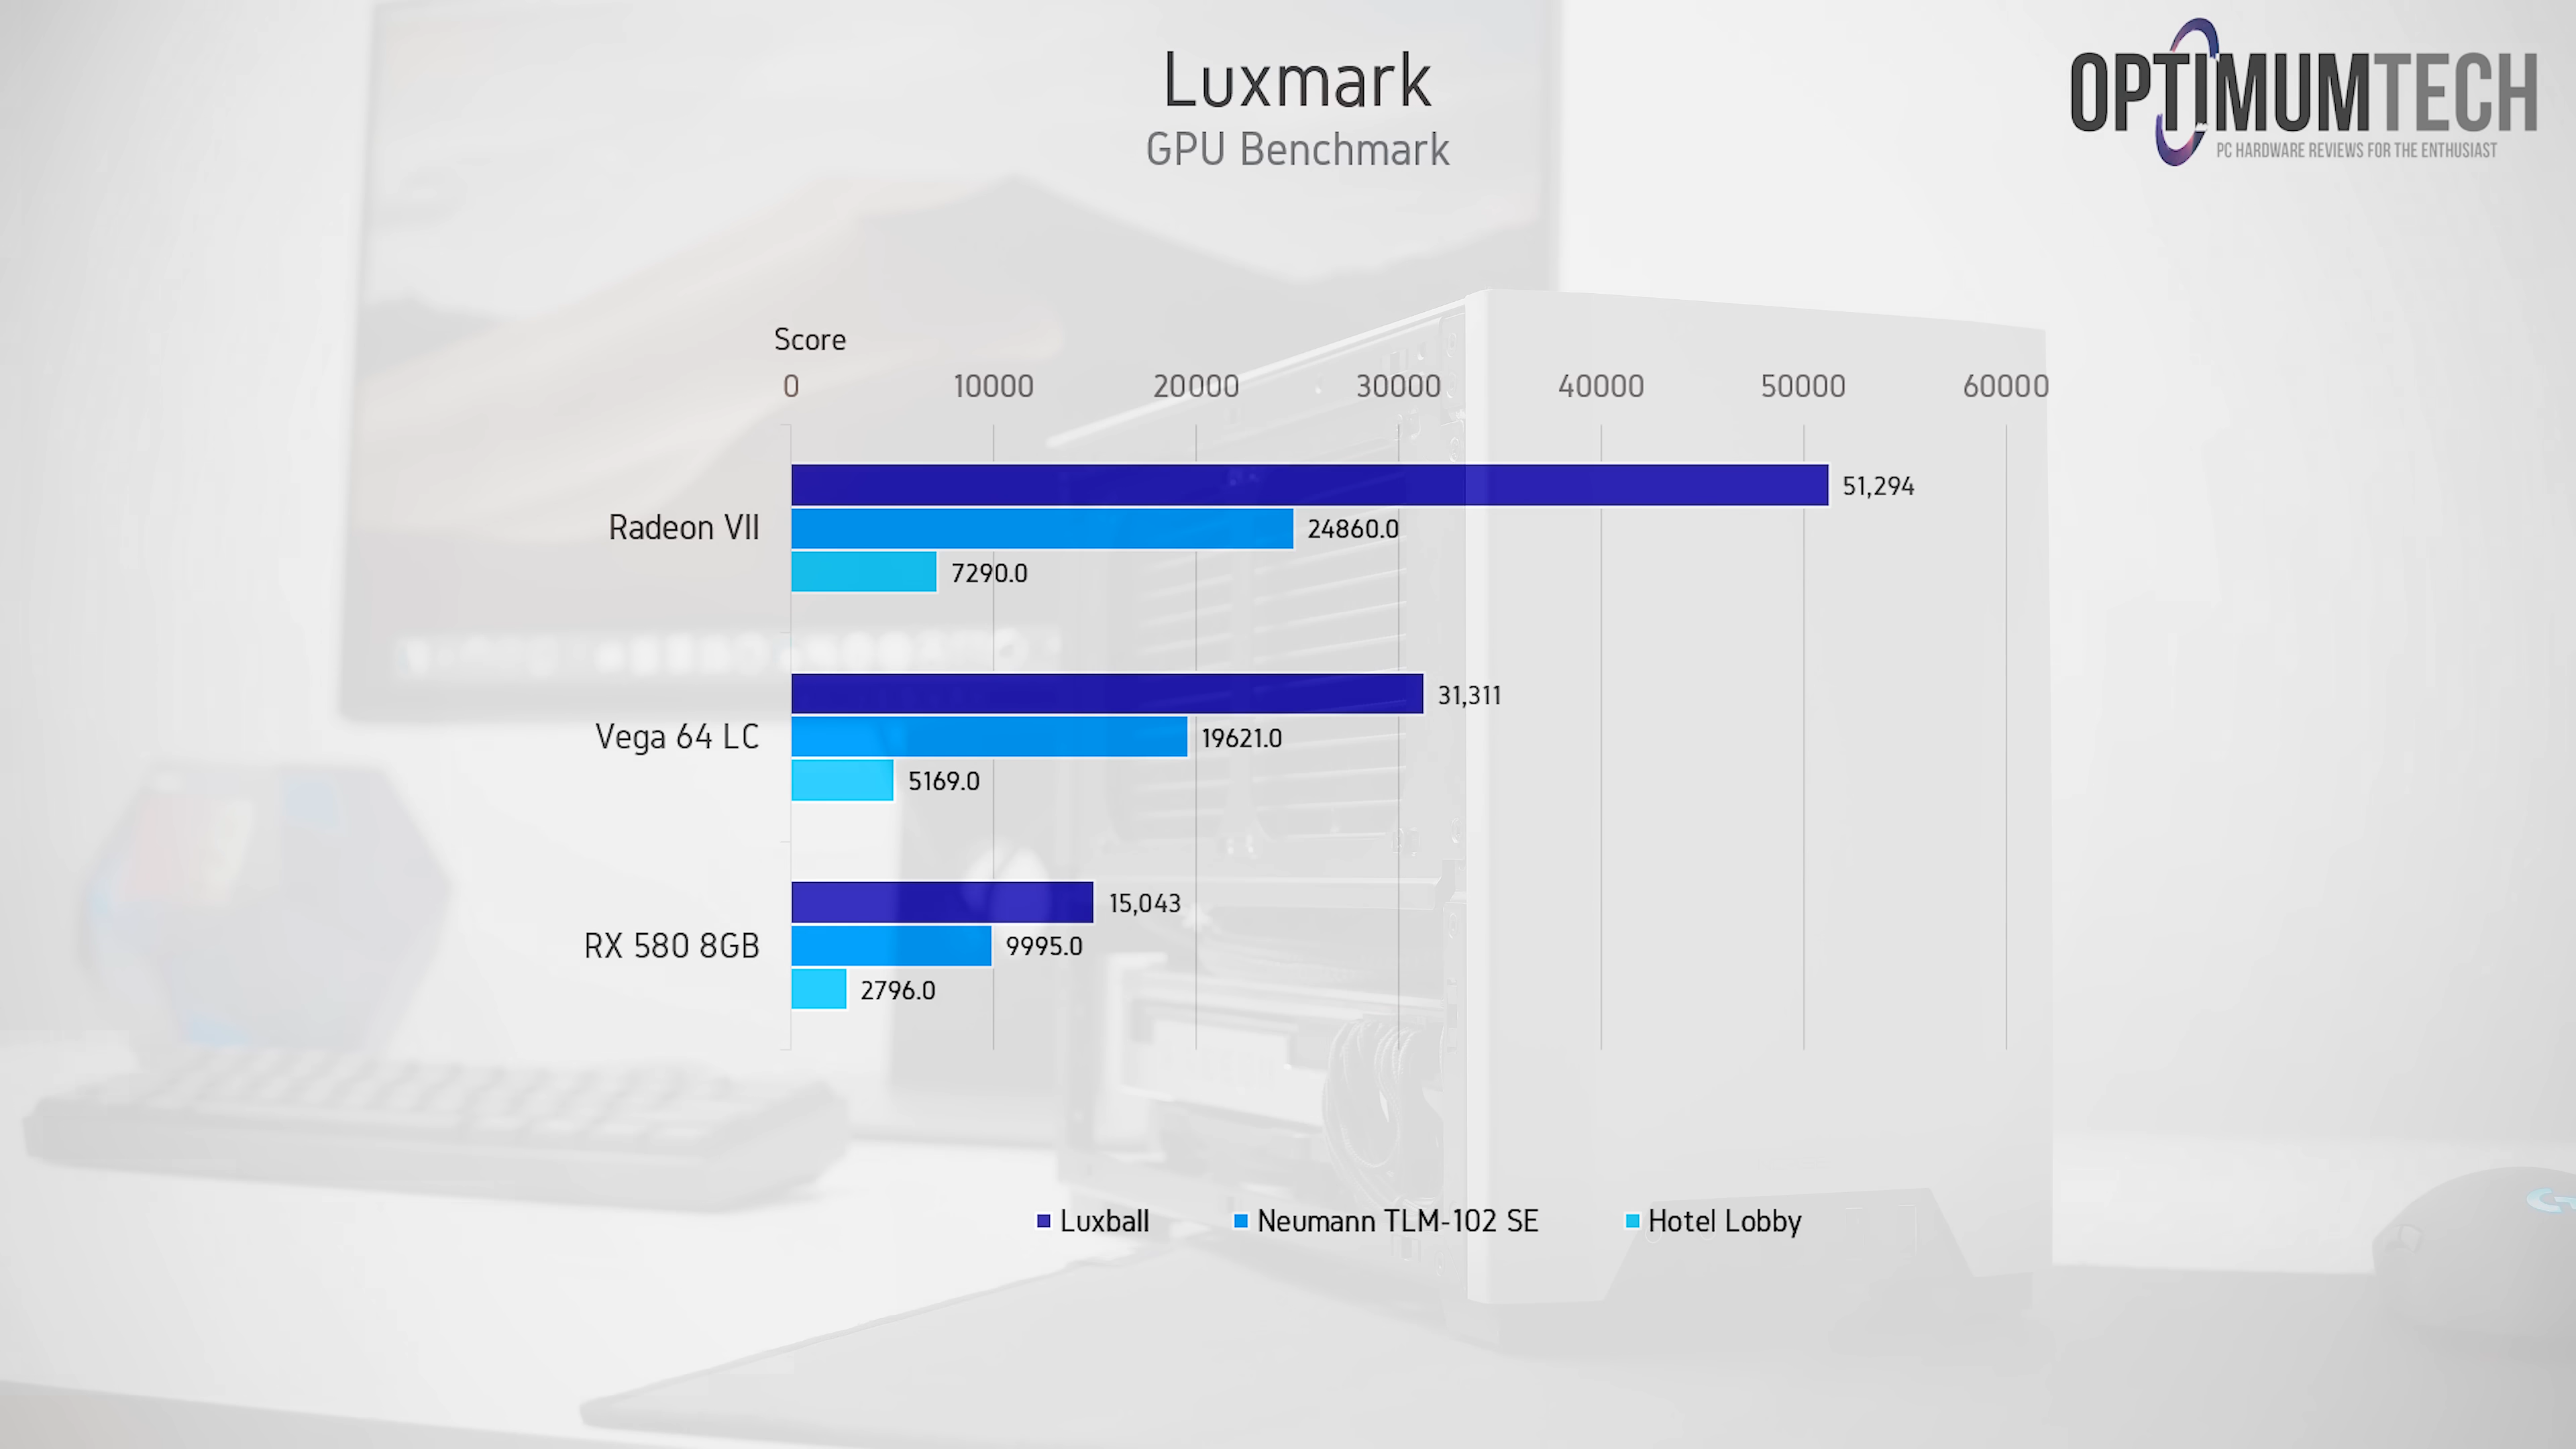 Luxmark
GPU Benchmark
OPTIMUMTECH
PC HARDWARE REVIEWS FOR THE ENTHUSIAST
Score
0 10000 20000 30000 40000 50000 60000
Radeon VII
51,294
24860.0
7290.0
Vega 64 LC
31,311
19621.0
5169.0
RX 580 8GB
15,043
9995.0
2796.0
Luxball Neumann TLM-102 SE Hotel Lobby